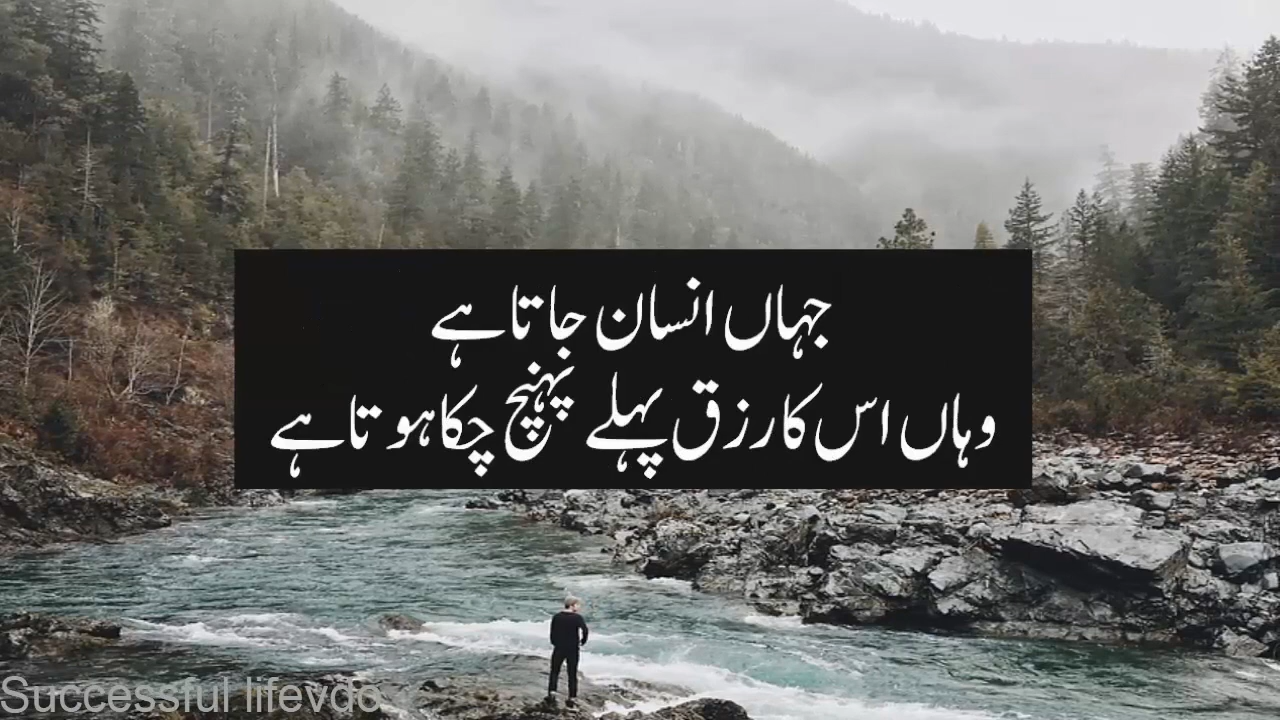 جہاں انسان جاتا ہے
وہاں اس کا رزق پہلے پہنچ چکا ہوتا ہے
Successful lifevdo